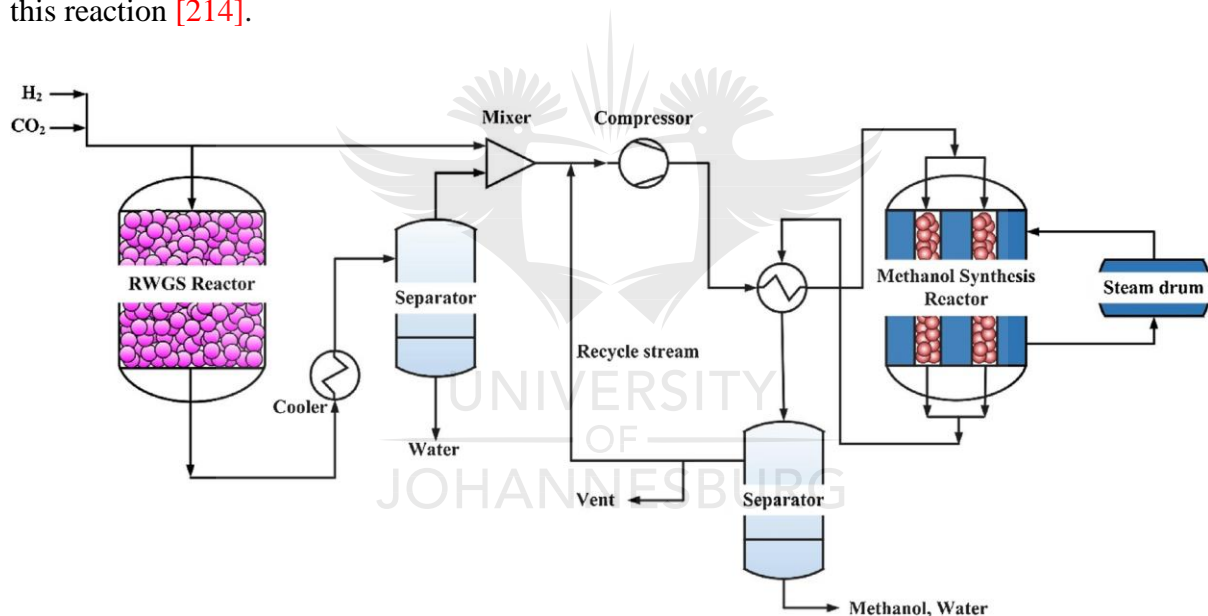 this reaction [214].
H₂
CO₂
Mixer
Compressor
RWGS Reactor
Separator
Methanol Synthesis
Reactor
Steam drum
Cooler
Recycle stream
Water
Vent
Separator
Methanol, Water
UNIVERSITY
OF
JOHANNESBURG